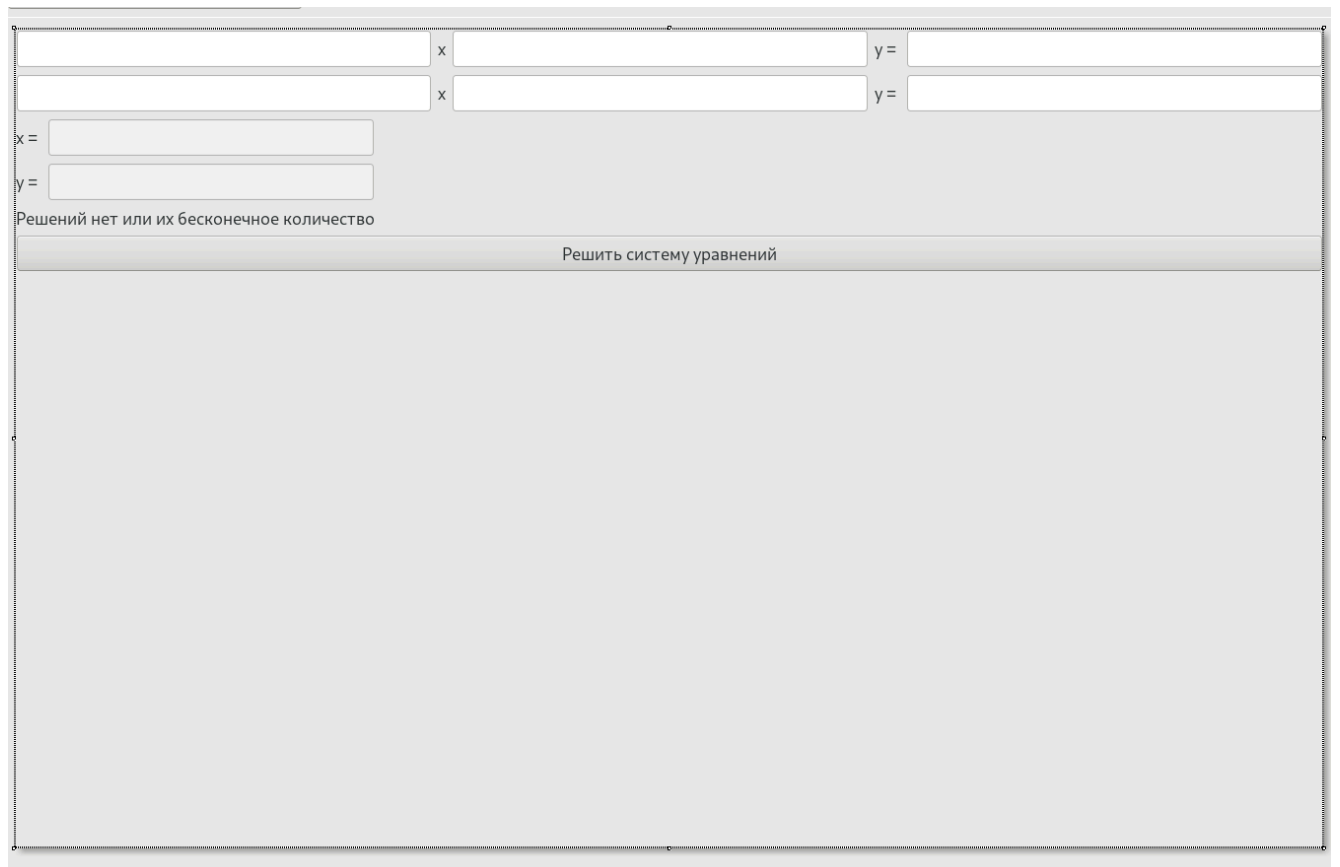 x y =
x y =
x =
y =
Решений нет или их бесконечное количество
Решить систему уравнений